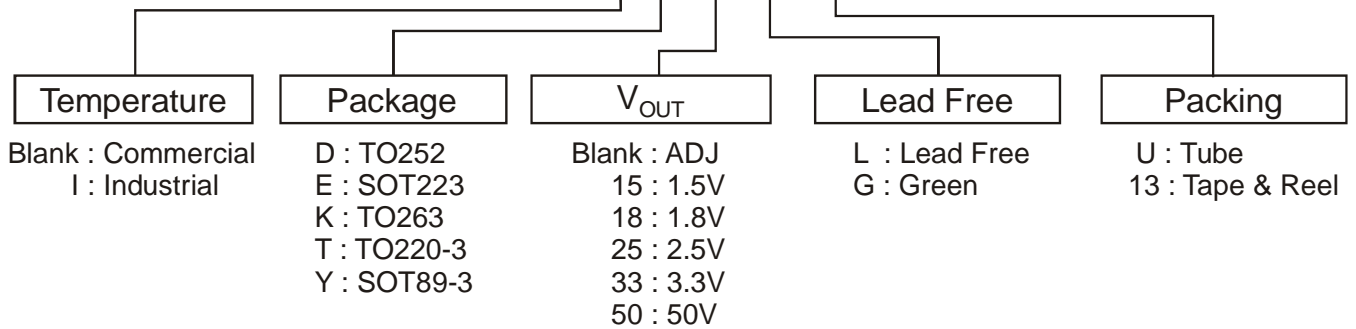 Temperature
Package
V_OUT
Lead Free
Packing
Blank : Commercial
I : Industrial
D : TO252
E : SOT223
K : TO263
T : TO220-3
Y : SOT89-3
Blank : ADJ
15 : 1.5V
18 : 1.8V
25 : 2.5V
33 : 3.3V
50 : 50V
L : Lead Free
G : Green
U : Tube
13 : Tape & Reel